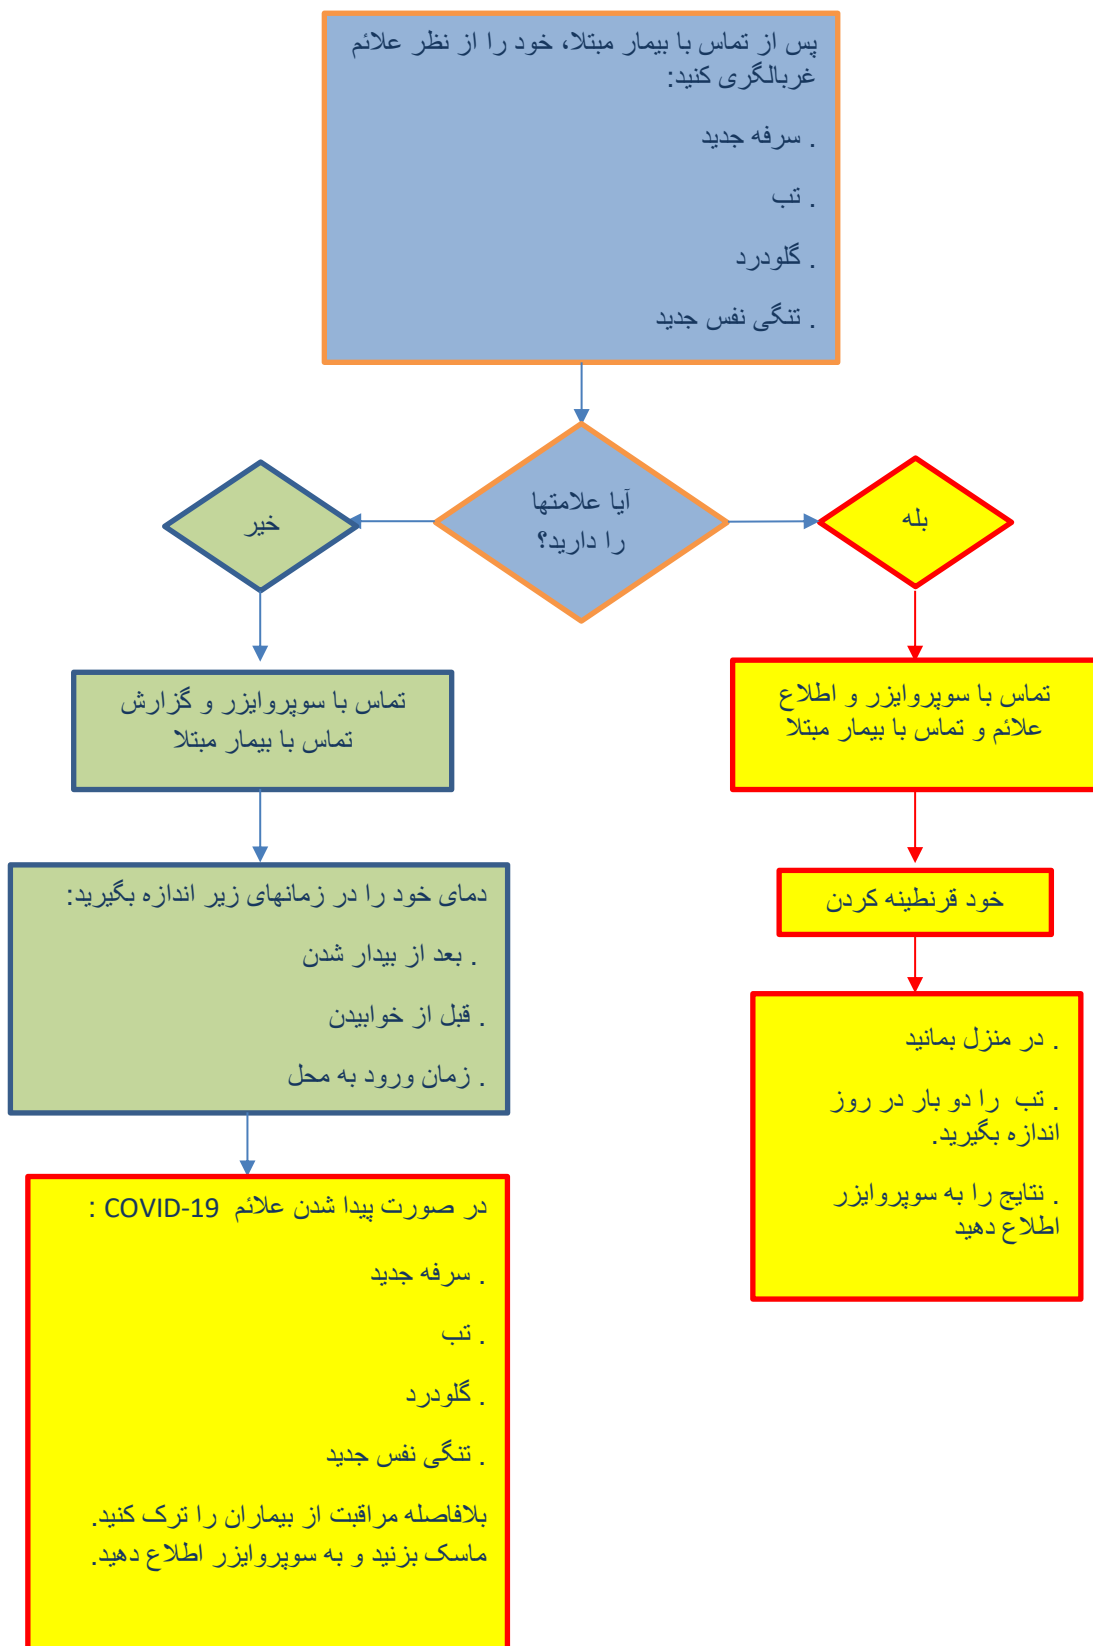 پس از تماس با بیمار مبتلا، خود را از نظر علائم
غربالگری کنید:
. سرفه جدید
. تب
. گلودرد
. تنگی نفس جدید
آیا علامتها
را دارید؟
بله
خیر
تماس با سوپروایزر و اطلاع
علائم و تماس با بیمار مبتلا
خود قرنطینه کردن
. در منزل بمانید
. تب را دو بار در روز
اندازه بگیرید.
. نتایج را به سوپروایزر
اطلاع دهید
تماس با سوپروایزر و گزارش
تماس با بیمار مبتلا
دمای خود را در زمانهای زیر اندازه بگیرید:
. بعد از بیدار شدن
. قبل از خوابیدن
. زمان ورود به محل
در صورت پیدا شدن علائم COVID-19 :
. سرفه جدید
. تب
. گلودرد
. تنگی نفس جدید
بلافاصله مراقبت از بیماران را ترک کنید.
ماسک بزنید و به سوپروایزر اطلاع دهید.